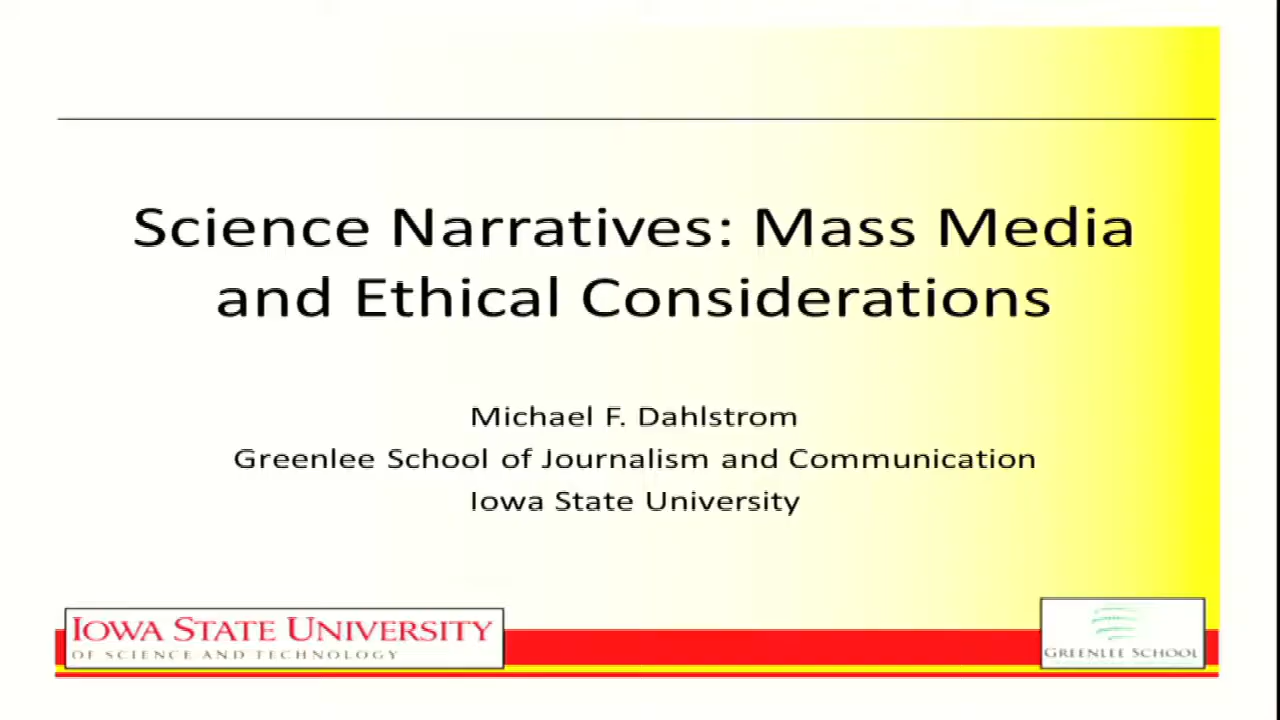 Science Narratives: Mass Media
and Ethical Considerations
Michael F. Dahlstrom
Greenlee School of Journalism and Communication
Iowa State University
IOWA STATE UNIVERSITY
OF SCIENCE AND TECHNOLOGY
GREENLEE SCHOOL